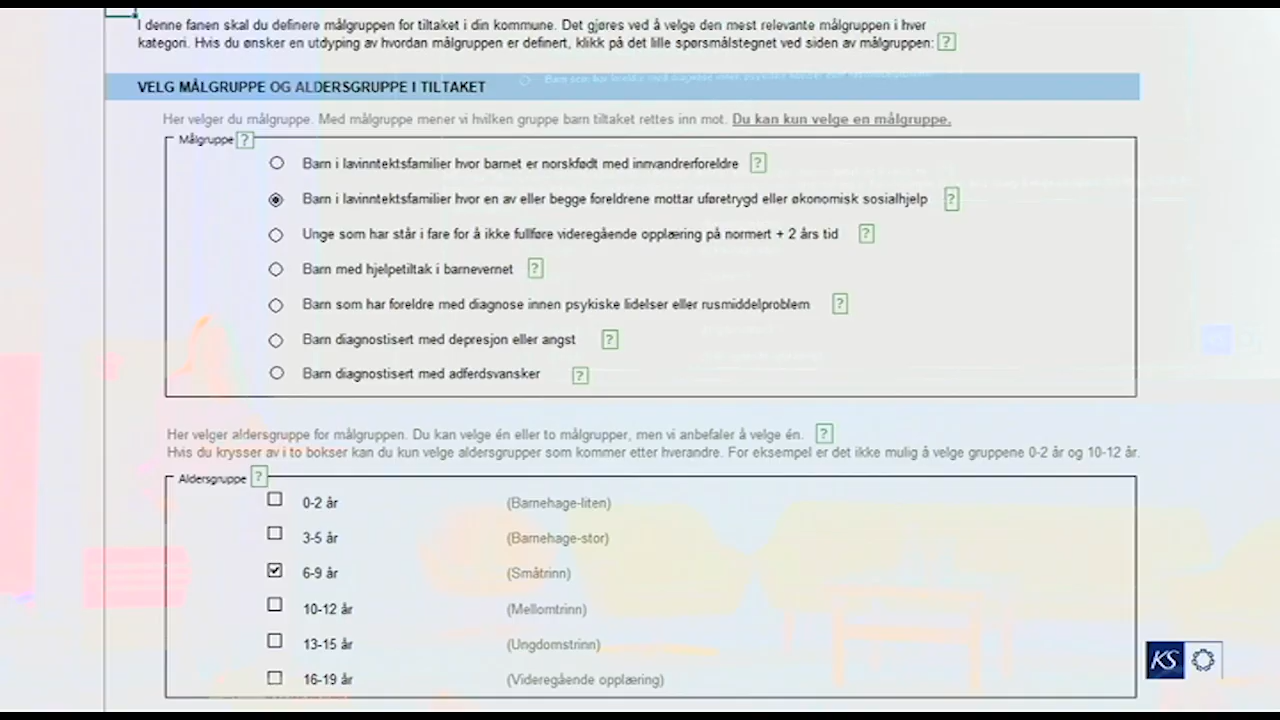 I denne fanen skal du definere målgruppen for tiltaket i din kommune. Det gjøres ved å velge den mest relevante målgruppen i hver
kategori. Hvis du ønsker en utdyping av hvordan målgruppen er definert, klikk på det lille spørsmålstegnet ved siden av målgruppen: ?
VELG MÅLGRUPPE OG ALDERSGRUPPE I TILTAKET
Her velger du målgruppe. Med målgruppe mener vi hvilken gruppe barn tiltaket rettes inn mot. Du kan kun velge en målgruppe.
Målgruppe ?
Barn i lavinntektsfamilier hvor barnet er norskfødt med innvandrerforeldre ?
Barn i lavinntektsfamilier hvor en av eller begge foreldrene mottar uføretrygd eller økonomisk sosialhjelp ?
Unge som har står i fare for å ikke fullføre videregående opplæring på normert + 2 års tid ?
Barn med hjelpetiltak i barnevernet ?
Barn som har foreldre med diagnose innen psykiske lidelser eller rusmiddelproblem ?
Barn diagnostisert med depresjon eller angst ?
Barn diagnostisert med adferdsvansker ?
Her velger aldersgruppe for målgruppen. Du kan velge én eller to målgrupper, men vi anbefaler å velge én. ?
Hvis du krysser av i to bokser kan du kun velge aldersgrupper som kommer etter hverandre. For eksempel er det ikke mulig å velge gruppene 0-2 år og 10-12 år.
Aldersgruppe ?
0-2 år (Barnehage-liten)
3-5 år (Barnehage-stor)
6-9 år (Småtrinn)
10-12 år (Mellomtrinn)
13-15 år (Ungdomstrinn)
16-19 år (Videregående opplæring)
KS